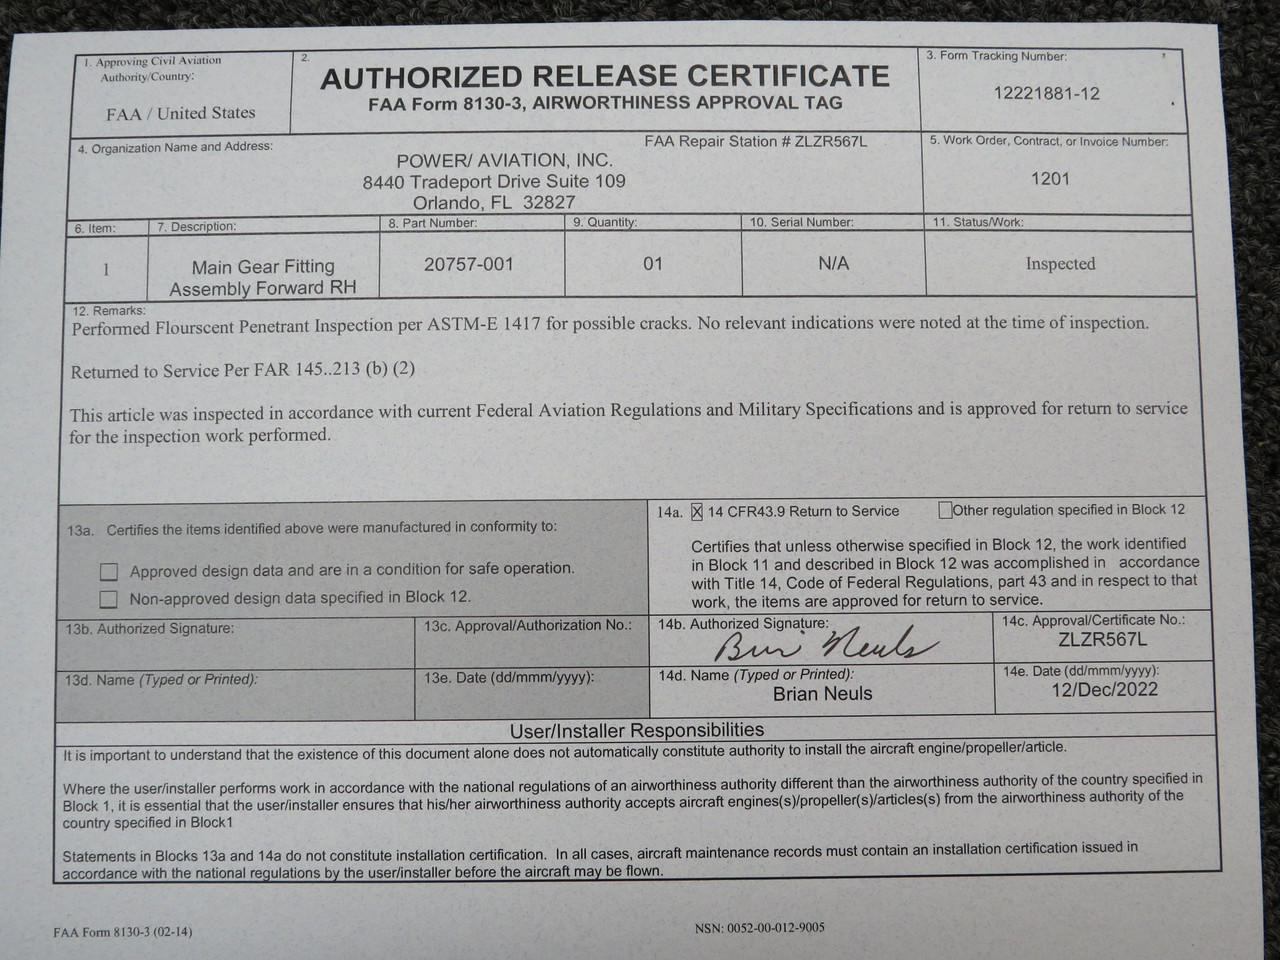 1. Approving Civil Aviation
Authority/Country:
FAA / United States
2.
AUTHORIZED RELEASE CERTIFICATE
FAA Form 8130-3, AIRWORTHINESS APPROVAL TAG
3. Form Tracking Number:
12221881-12
4. Organization Name and Address:
FAA Repair Station # ZLZR567L
POWER/ AVIATION, INC.
8440 Tradeport Drive Suite 109
Orlando, FL 32827
5. Work Order, Contract, or Invoice Number:
1201
6. Item:
1
7. Description:
Main Gear Fitting
Assembly Forward RH
8. Part Number:
20757-001
9. Quantity:
01
10. Serial Number:
N/A
11. Status/Work:
Inspected
12. Remarks:
Performed Flourscent Penetrant Inspection per ASTM-E 1417 for possible cracks. No relevant indications were noted at the time of inspection.
Returned to Service Per FAR 145..213 (b) (2)
This article was inspected in accordance with current Federal Aviation Regulations and Military Specifications and is approved for return to service
for the inspection work performed.
13a. Certifies the items identified above were manufactured in conformity to:
Approved design data and are in a condition for safe operation.
Non-approved design data specified in Block 12.
14a. X 14 CFR43.9 Return to Service
Other regulation specified in Block 12
Certifies that unless otherwise specified in Block 12, the work identified
in Block 11 and described in Block 12 was accomplished in accordance
with Title 14, Code of Federal Regulations, part 43 and in respect to that
work, the items are approved for return to service.
13b. Authorized Signature:
13c. Approval/Authorization No.:
14b. Authorized Signature:
Brian Neuls
14c. Approval/Certificate No.:
ZLZR567L
13d. Name (Typed or Printed):
13e. Date (dd/mmm/yyyy):
14d. Name (Typed or Printed):
Brian Neuls
14e. Date (dd/mmm/yyyy):
12/Dec/2022
User/Installer Responsibilities
It is important to understand that the existence of this document alone does not automatically constitute authority to install the aircraft engine/propeller/article.
Where the user/installer performs work in accordance with the national regulations of an airworthiness authority different than the airworthiness authority of the country specified in
Block 1, it is essential that the user/installer ensures that his/her airworthiness authority accepts aircraft engines(s)/propeller(s)/articles(s) from the airworthiness authority of the
country specified in Block1
Statements in Blocks 13a and 14a do not constitute installation certification. In all cases, aircraft maintenance records must contain an installation certification issued in
accordance with the national regulations by the user/installer before the aircraft may be flown.
FAA Form 8130-3 (02-14)
NSN: 0052-00-012-9005